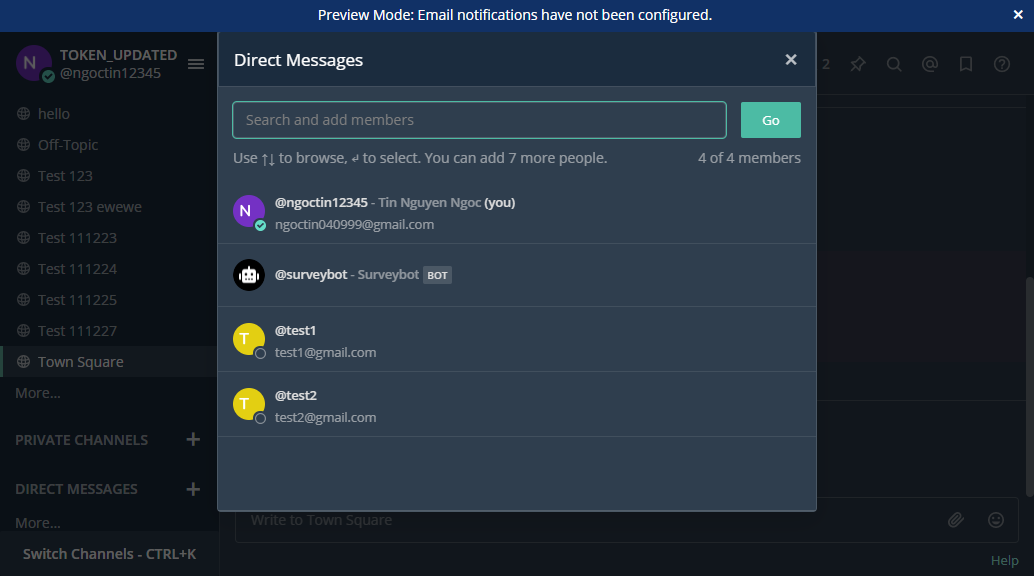 Preview Mode: Email notifications have not been configured. ×
N TOKEN_UPDATED
@ngoctin12345
hello
Off-Topic
Test 123
Test 123 ewewe
Test 111223
Test 111224
Test 111225
Test 111227
Town Square
More...
PRIVATE CHANNELS +
DIRECT MESSAGES +
More...
Switch Channels - CTRL+K
2
Direct Messages ×
Search and add members Go
Use ↑↓ to browse, ↵ to select. You can add 7 more people. 4 of 4 members
N @ngoctin12345 - Tin Nguyen Ngoc (you)
ngoctin040999@gmail.com
@surveybot - Surveybot BOT
T @test1
test1@gmail.com
T @test2
test2@gmail.com
Write to Town Square
Help